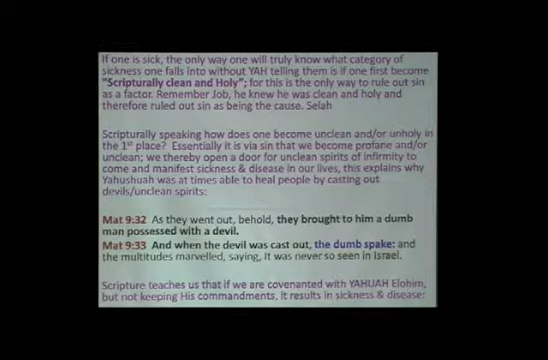 If one is sick, the only way one will truly know what category of
sickness one falls into without YAH telling them is if one first become
"Scripturally clean and Holy"; for this is the only way to rule out sin
as a factor. Remember Job, he knew he was clean and holy and
therefore ruled out sin as being the cause. Selah
Scripturally speaking how does one become unclean and/or unholy in
the 1st place? Essentially it is via sin that we become profane and/or
unclean; we thereby open a door for unclean spirits of infirmity to
come and manifest sickness & disease in our lives, this explains why
Yahushuah was at times able to heal people by casting out
devils/unclean spirits:
Mat 9:32 As they went out, behold, they brought to him a dumb
man possessed with a devil.
Mat 9:33 And when the devil was cast out, the dumb spake: and
the multitudes marvelled, saying, It was never so seen in Israel.
Scripture teaches us that if we are covenanted with YAHUAH Elohim,
but not keeping His commandments, it results in sickness & disease: